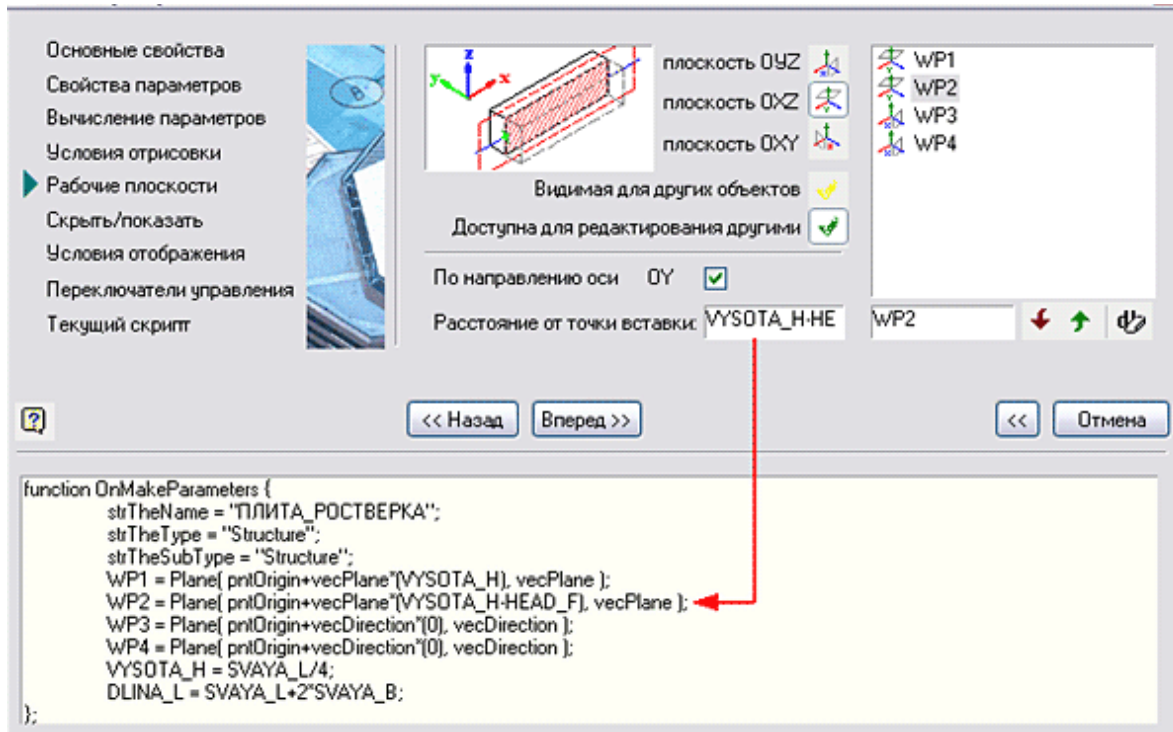 Основные свойства
Свойства параметров
Вычисление параметров
Условия отрисовки
Рабочие плоскости
Скрыть/показать
Условия отображения
Переключатели управления
Текущий скрипт
z
y
x
плоскость OYZ
плоскость OXZ
плоскость OXY
Видимая для других объектов
Доступна для редактирования другими
По направлению оси OY
Расстояние от точки вставки: VYSOTA_H-HE
WP1
WP2
WP3
WP4
WP2
<< Назад
Вперед >>
<<
Отмена
function OnMakeParameters {
strTheName = "ПЛИТА_РОСТВЕРКА";
strTheType = "Structure";
strTheSubType = "Structure";
WP1 = Plane( pntOrigin+vecPlane*(VYSOTA_H), vecPlane );
WP2 = Plane( pntOrigin+vecPlane*(VYSOTA_H-HEAD_F), vecPlane );
WP3 = Plane( pntOrigin+vecDirection*(0), vecDirection );
WP4 = Plane( pntOrigin+vecDirection*(0), vecDirection );
VYSOTA_H = SVAYA_L/4;
DLINA_L = SVAYA_L+2*SVAYA_B;
};